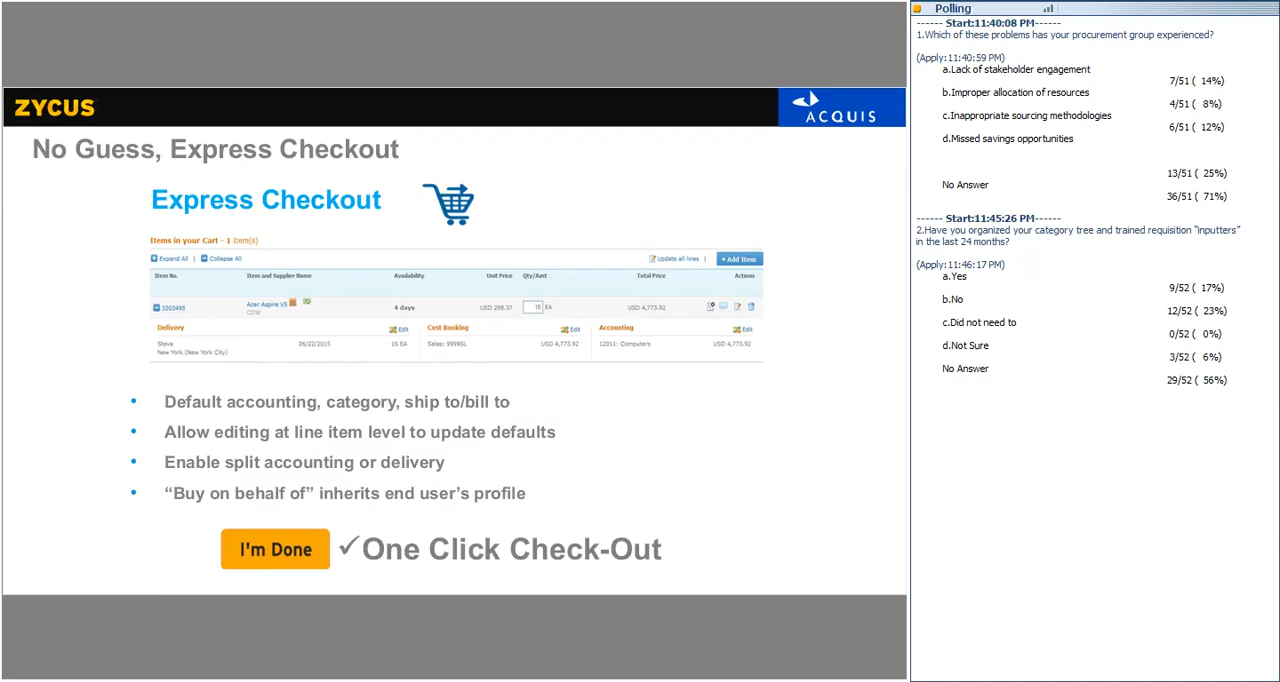 ZYCUS
ACQUIS
No Guess, Express Checkout
Express Checkout
Items in your Cart - 1 Item(s)
Expand All | Collapse All
Update all lines |
+ Add Item
Item No. Item and Supplier Name Availability Unit Price Qty/Amt Total Price Actions
3203495 Acer Aspire V5 4 days USD 298.37 16 EA USD 4,773.92
CDW
Delivery Edit Cost Booking Edit Accounting Edit
Steve 06/22/2015 16 EA Sales: 9999SL USD 4,773.92 12011: Computers USD 4,773.92
New York (New York City)
• Default accounting, category, ship to/bill to
• Allow editing at line item level to update defaults
• Enable split accounting or delivery
• “Buy on behalf of” inherits end user’s profile
I'm Done ✓One Click Check-Out
Polling
------ Start:11:40:08 PM------
1.Which of these problems has your procurement group experienced?
(Apply:11:40:59 PM)
a.Lack of stakeholder engagement
7/51 ( 14%)
b.Improper allocation of resources
4/51 ( 8%)
c.Inappropriate sourcing methodologies
6/51 ( 12%)
d.Missed savings opportunities
13/51 ( 25%)
No Answer
36/51 ( 71%)
------ Start:11:45:26 PM------
2.Have you organized your category tree and trained requisition “inputters”
in the last 24 months?
(Apply:11:46:17 PM)
a.Yes
9/52 ( 17%)
b.No
12/52 ( 23%)
c.Did not need to
0/52 ( 0%)
d.Not Sure
3/52 ( 6%)
No Answer
29/52 ( 56%)